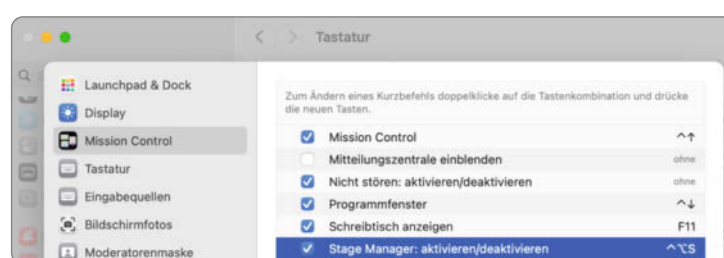 Tastatur
Launchpad & Dock
Display
Mission Control
Tastatur
Eingabequellen
Bildschirmfotos
Moderatorenmaske
Zum Ändern eines Kurzbefehls doppelklicke auf die Tastenkombination und drücke
die neuen Tasten.
Mission Control ^↑
Mitteilungszentrale einblenden ohne
Nicht stören: aktivieren/deaktivieren ohne
Programmfenster ^↓
Schreibtisch anzeigen F11
Stage Manager: aktivieren/deaktivieren ^⌥S